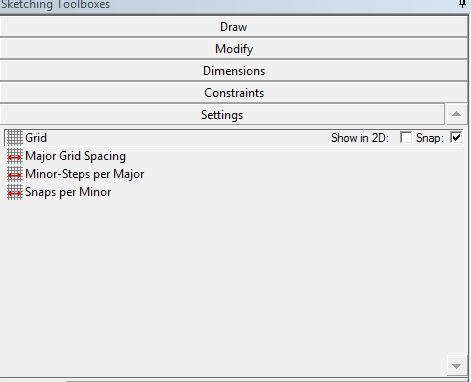 Sketching Toolboxes
Draw
Modify
Dimensions
Constraints
Settings
Grid Show in 2D: Snap:
Major Grid Spacing
Minor-Steps per Major
Snaps per Minor